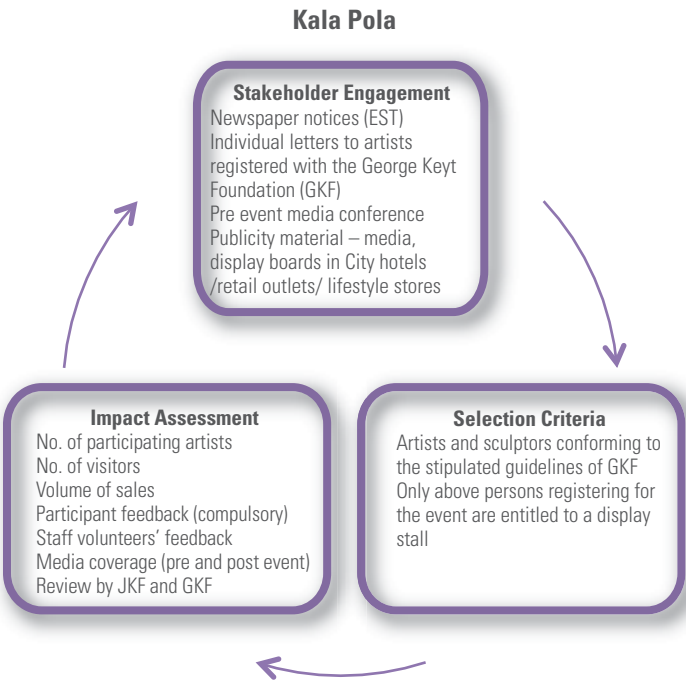 Kala Pola
Stakeholder Engagement
Newspaper notices (EST)
Individual letters to artists
registered with the George Keyt
Foundation (GKF)
Pre event media conference
Publicity material – media,
display boards in City hotels
/retail outlets/ lifestyle stores
Selection Criteria
Artists and sculptors conforming to
the stipulated guidelines of GKF
Only above persons registering for
the event are entitled to a display
stall
Impact Assessment
No. of participating artists
No. of visitors
Volume of sales
Participant feedback (compulsory)
Staff volunteers’ feedback
Media coverage (pre and post event)
Review by JKF and GKF